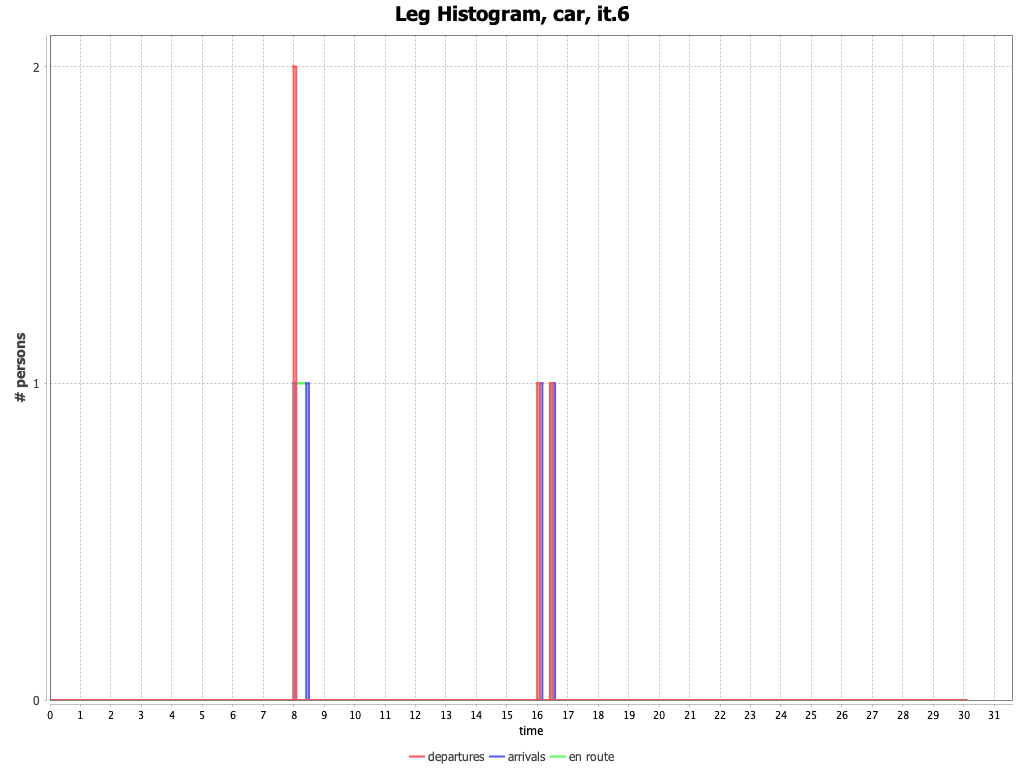 Leg Histogram, car, it.6
# persons
2
1
0
0 1 2 3 4 5 6 7 8 9 10 11 12 13 14 15 16 17 18 19 20 21 22 23 24 25 26 27 28 29 30 31
time
departures arrivals en route